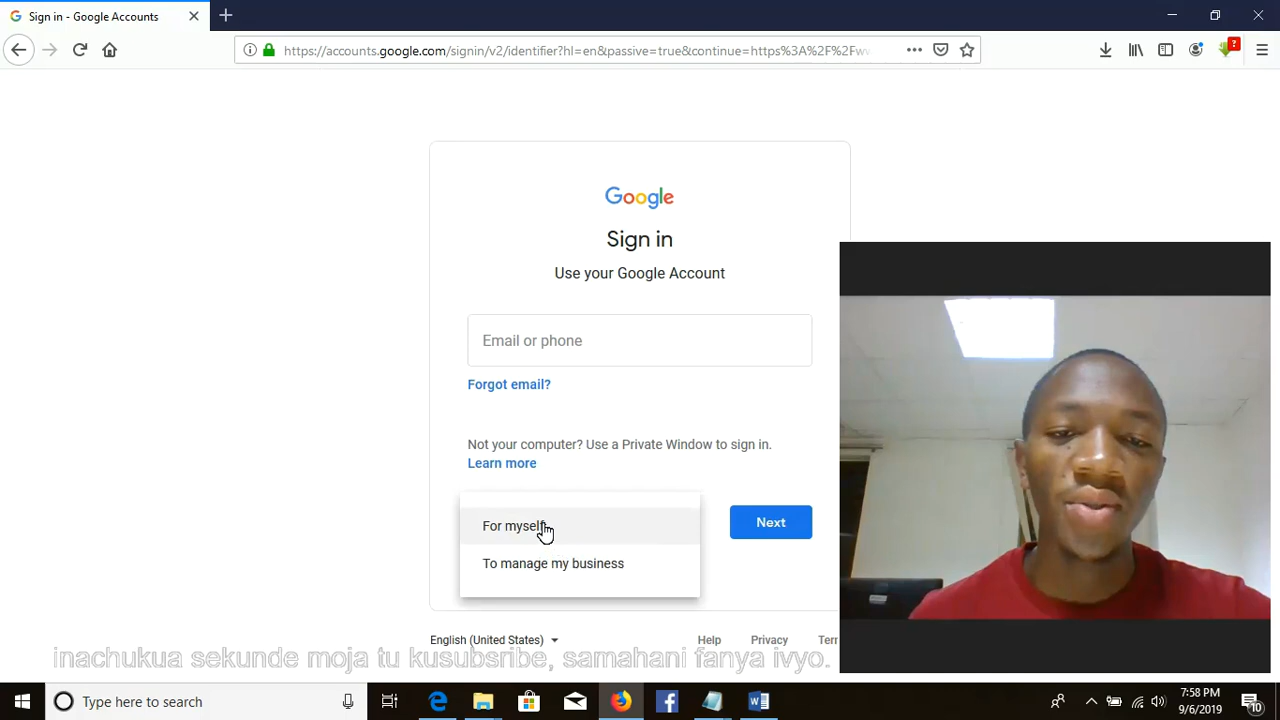 Sign in - Google Accounts
https://accounts.google.com/signin/v2/identifier?hl=en&passive=true&continue=https%3A%2F%2Fwv
?
Google
Sign in
Use your Google Account
Email or phone
Forgot email?
Not your computer? Use a Private Window to sign in.
Learn more
For myself
To manage my business
Next
English (United States)
Help Privacy Terr
inachukua sekunde moja tu kusubsribe, samahani fanya ivyo.
Type here to search
7:58 PM
9/6/2019
10